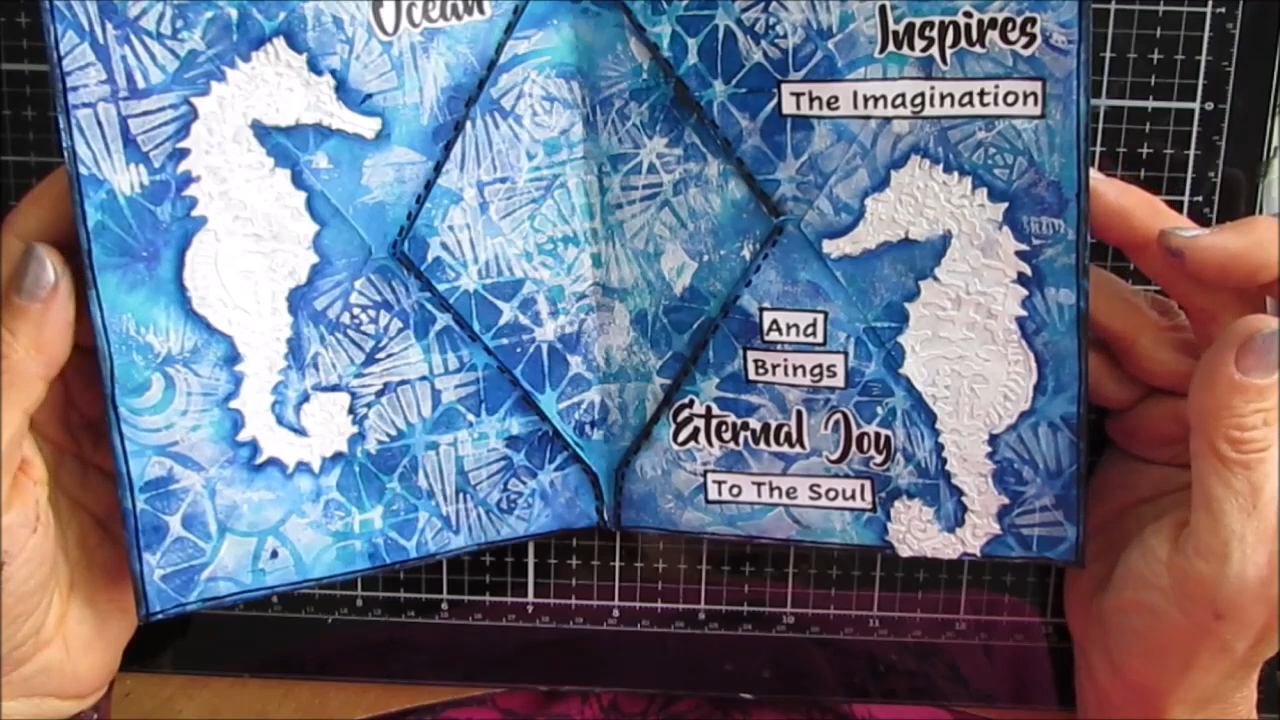 Ocean
Inspires
The Imagination
And
Brings
Eternal Joy
To The Soul